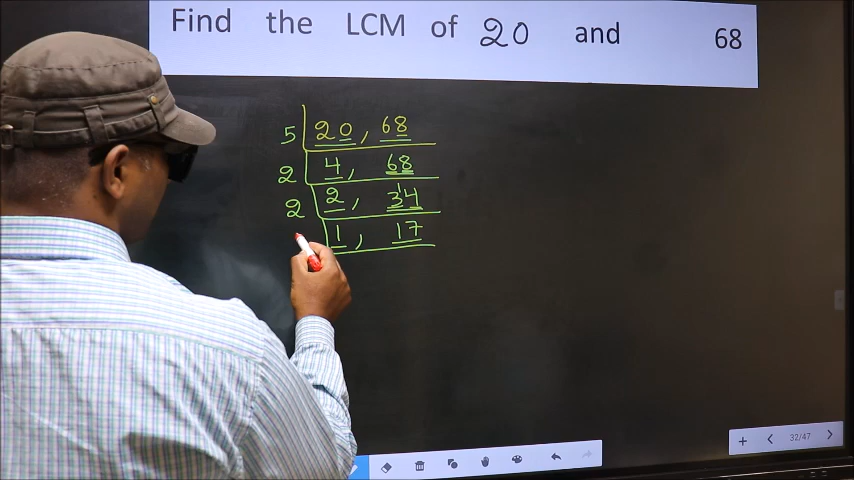 Find the LCM of 20 and 68
5 20, 68
2 4, 68
2 2, 34
1, 17
32/47